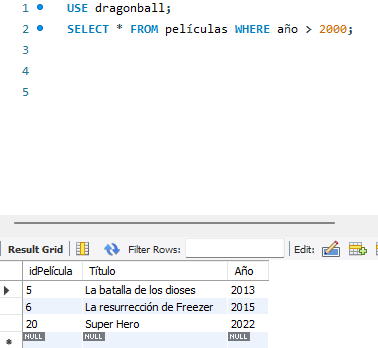 1 USE dragonball;
2 SELECT * FROM películas WHERE año > 2000;
3
4
5
Result Grid Filter Rows: Edit:
idPelícula Título Año
5 La batalla de los dioses 2013
6 La resurrección de Freezer 2015
20 Super Hero 2022
NULL NULL NULL